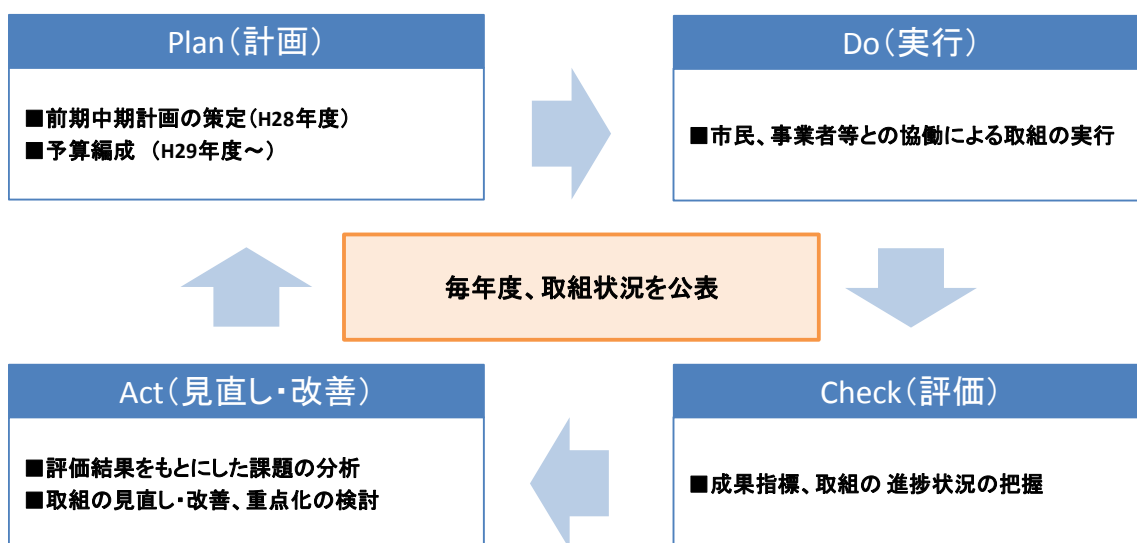 Plan(計画)
■前期中期計画の策定(H28年度)
■予算編成 (H29年度～)
Do(実行)
■市民、事業者等との協働による取組の実行
毎年度、取組状況を公表
Act(見直し・改善)
■評価結果をもとにした課題の分析
■取組の見直し・改善、重点化の検討
Check(評価)
■成果指標、取組の 進捗状況の把握